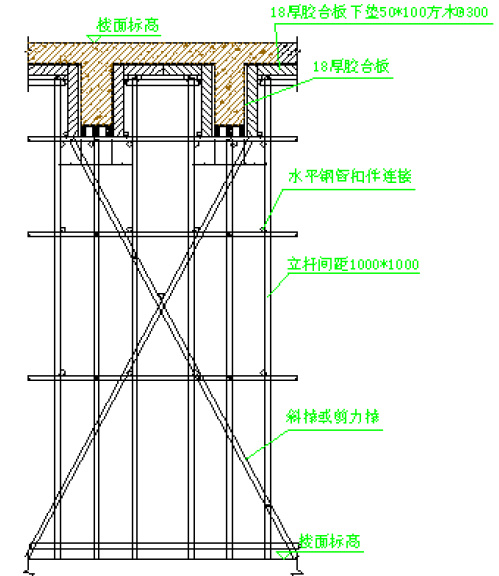 18厚胶合板下垫50*100方木@300
楼面标高
18厚胶合板
水平钢管扣件连接
立杆间距1000*1000
斜撑或剪力撑
楼面标高